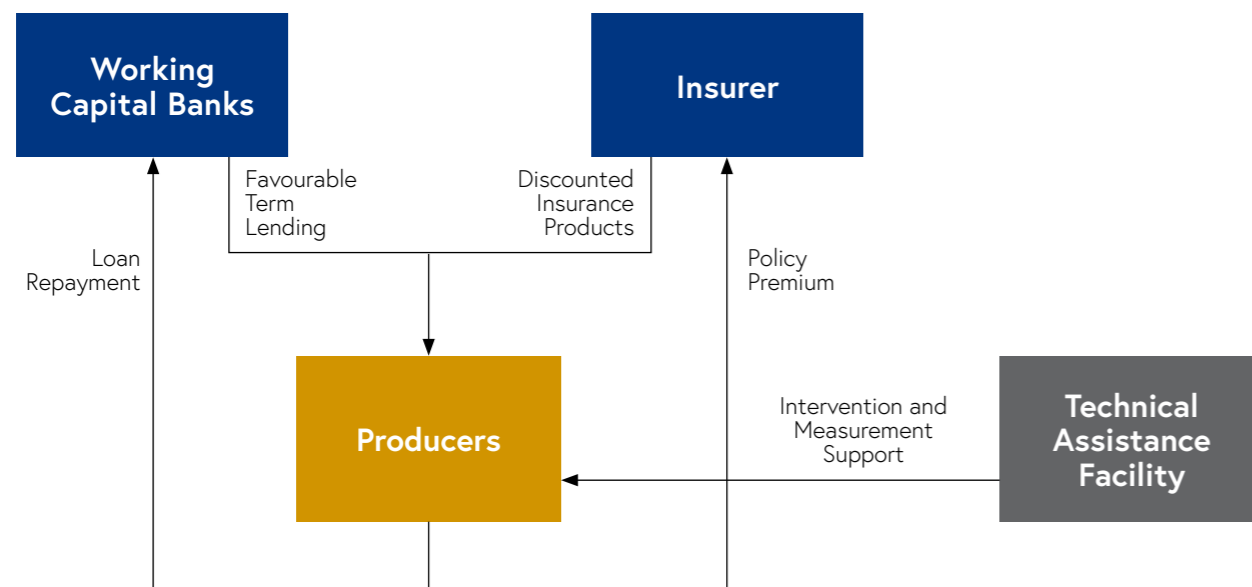 Working
Capital Banks
Insurer
Favourable
Term
Lending
Discounted
Insurance
Products
Loan
Repayment
Policy
Premium
Producers
Intervention and
Measurement
Support
Technical
Assistance
Facility